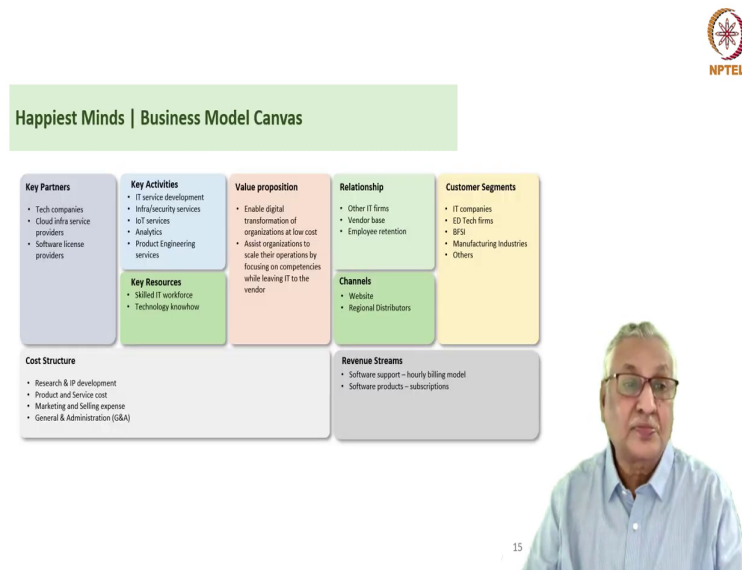 NPTEL
Happiest Minds | Business Model Canvas
Key Partners
• Tech companies
• Cloud infra service
providers
• Software license
providers
Key Activities
• IT service development
• Infra/security services
• IoT services
• Analytics
• Product Engineering
services
Key Resources
• Skilled IT workforce
• Technology knowhow
Value proposition
• Enable digital
transformation of
organizations at low cost
• Assist organizations to
scale their operations by
focusing on competencies
while leaving IT to the
vendor
Relationship
• Other IT firms
• Vendor base
• Employee retention
Channels
• Website
• Regional Distributors
Customer Segments
• IT companies
• ED Tech firms
• BFSI
• Manufacturing Industries
• Others
Cost Structure
• Research & IP development
• Product and Service cost
• Marketing and Selling expense
• General & Administration (G&A)
Revenue Streams
• Software support – hourly billing model
• Software products – subscriptions
15